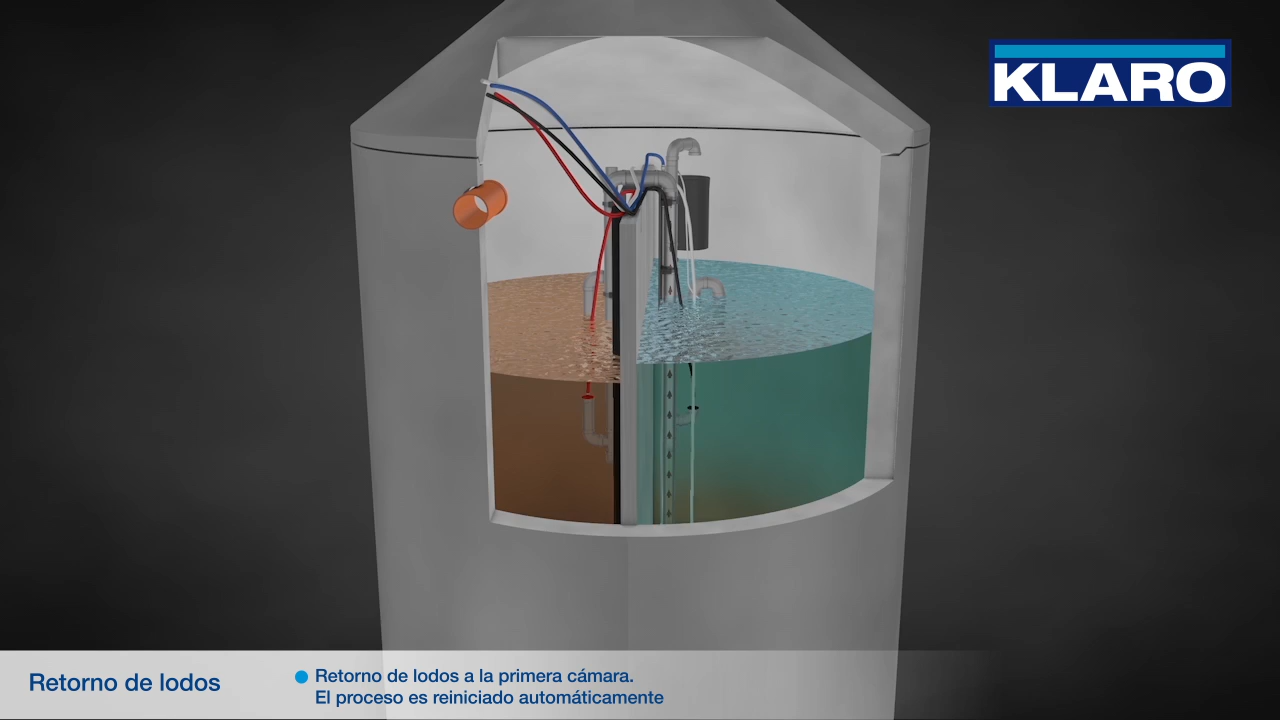 KLARO
Retorno de lodos
Retorno de lodos a la primera cámara.
El proceso es reiniciado automáticamente